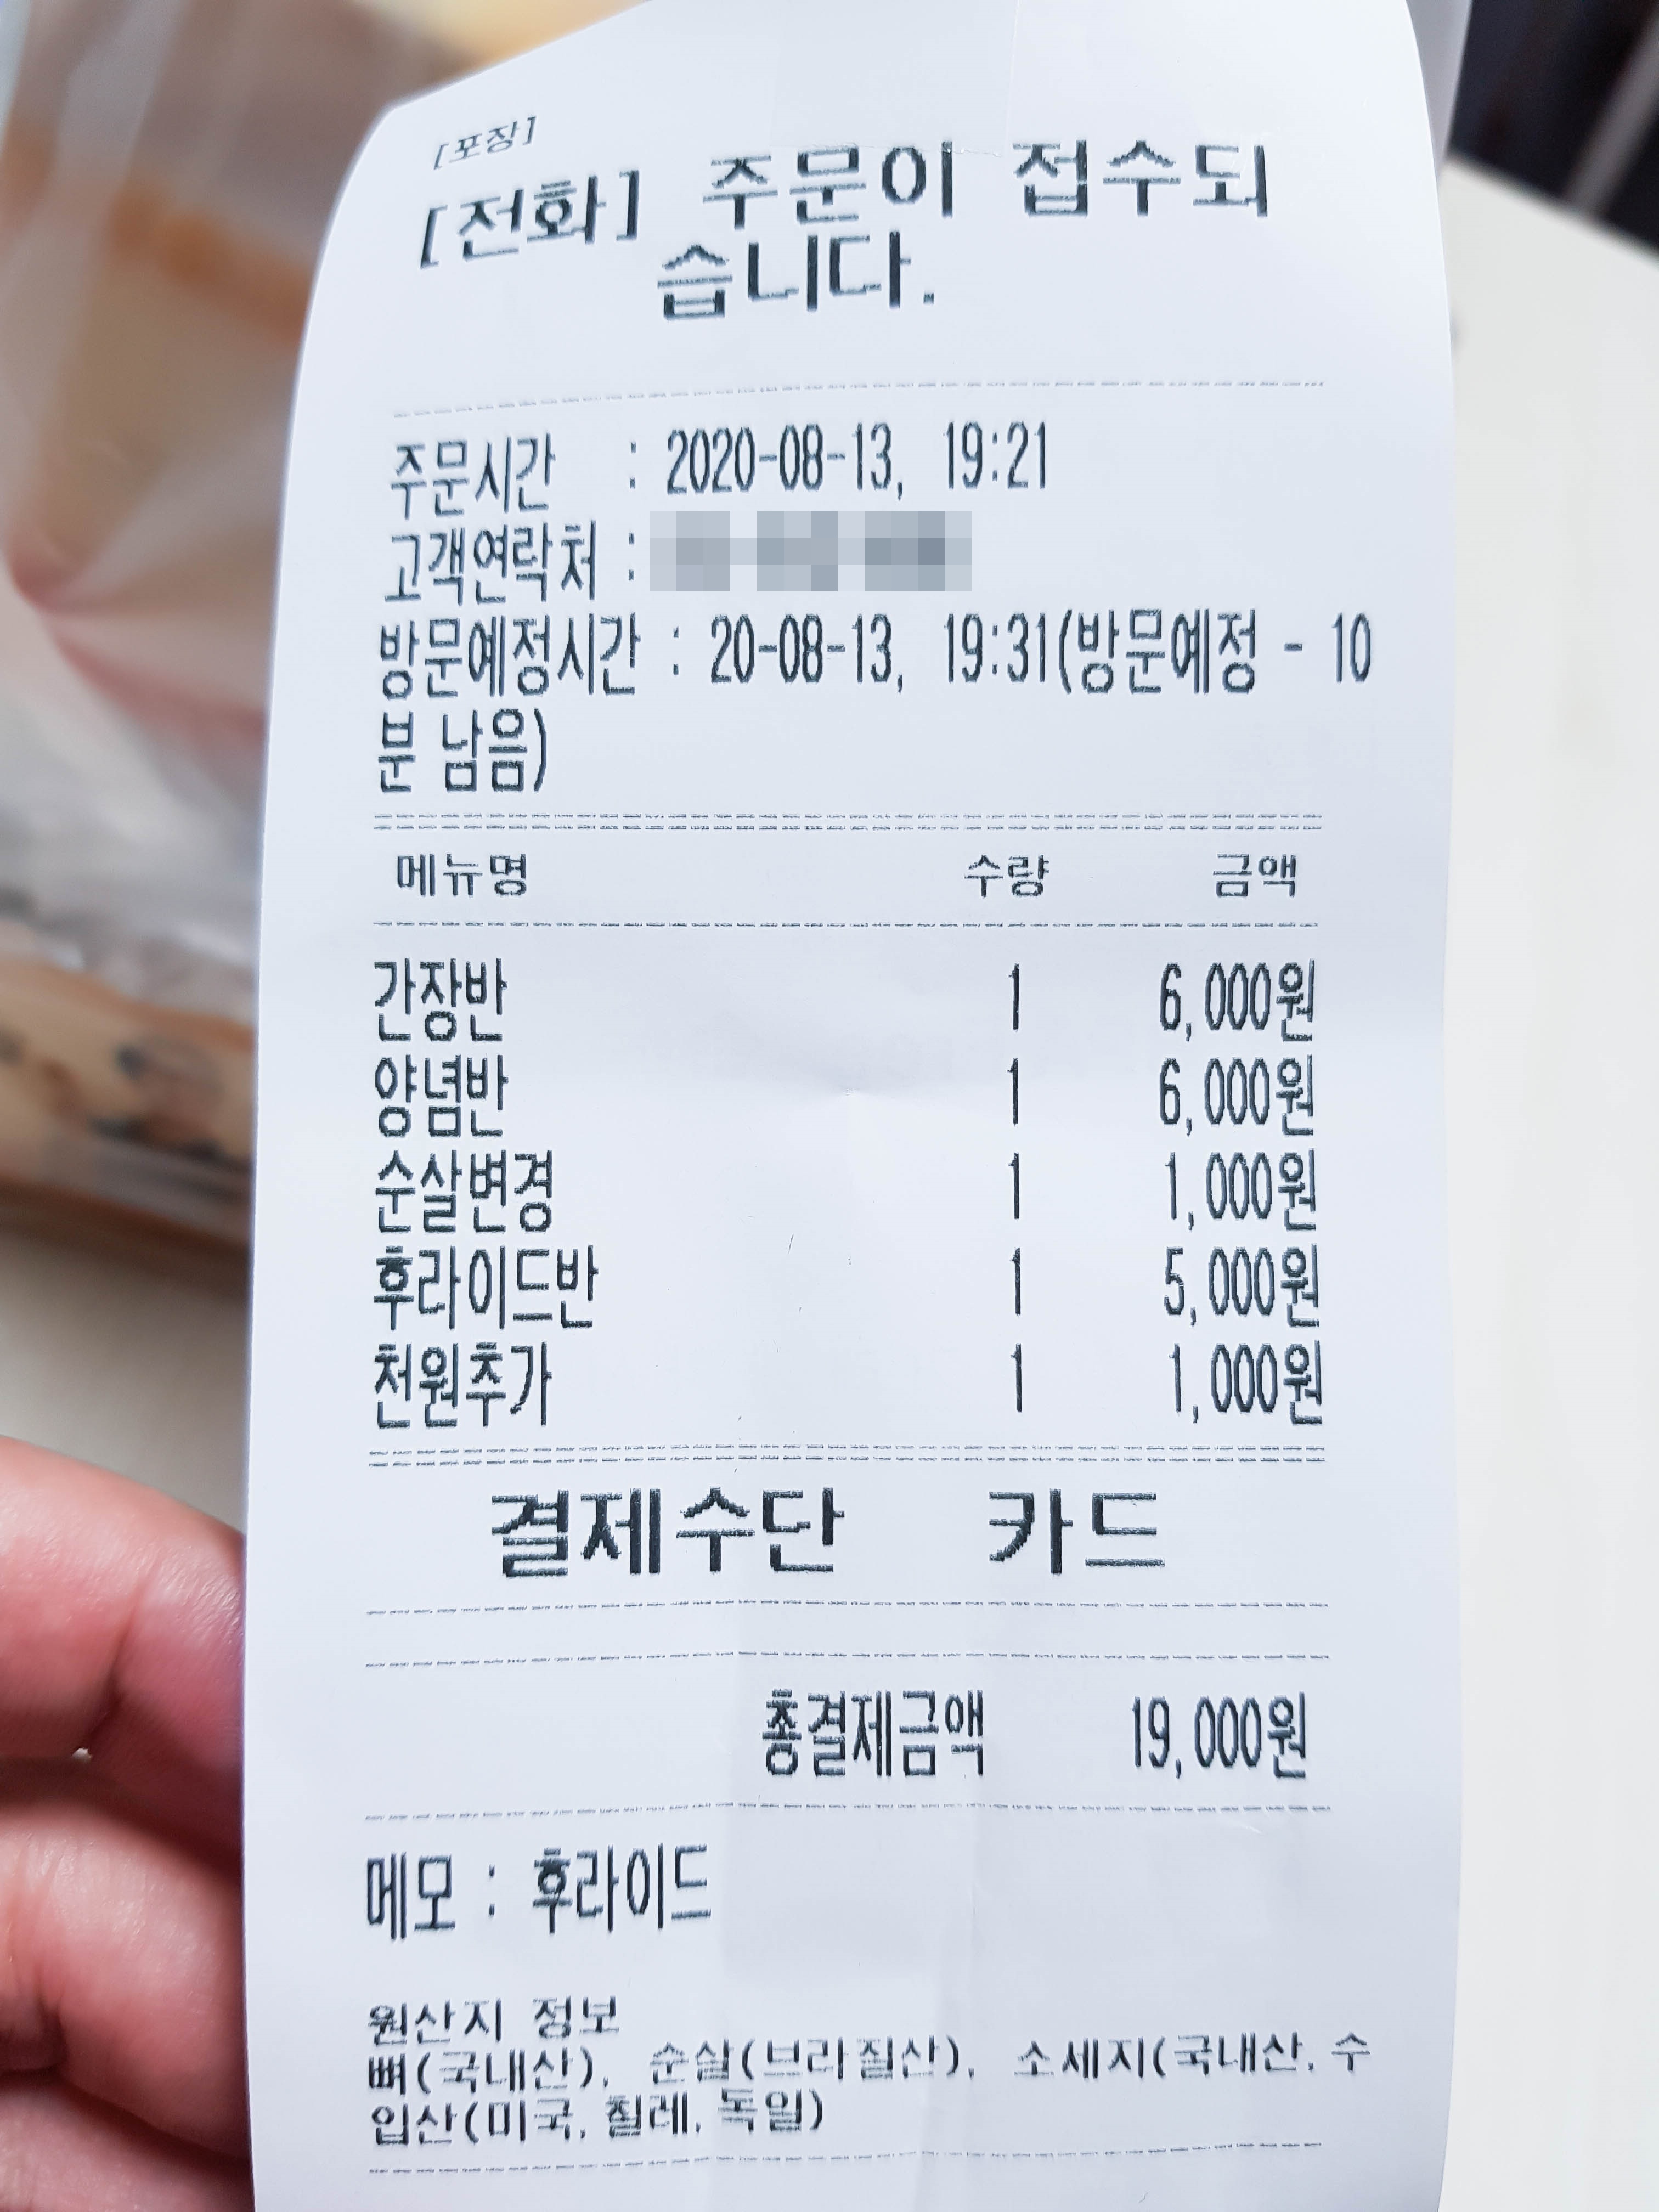 [포장]
[전화] 주문이 접수되
습니다.
주문시간 : 2020-08-13, 19:21
고객연락처 :
방문예정시간 : 20-08-13, 19:31(방문예정 - 10
분 남음)
메뉴명 수량 금액
간장반 1 6,000원
양념반 1 6,000원
순살변경 1 1,000원
후라이드반 1 5,000원
천원추가 1 1,000원
결제수단 카드
총결제금액 19,000원
메모 : 후라이드
원산지 정보
뼈(국내산), 순살(브라질산), 소세지(국내산, 수
입산(미국, 칠레, 독일)